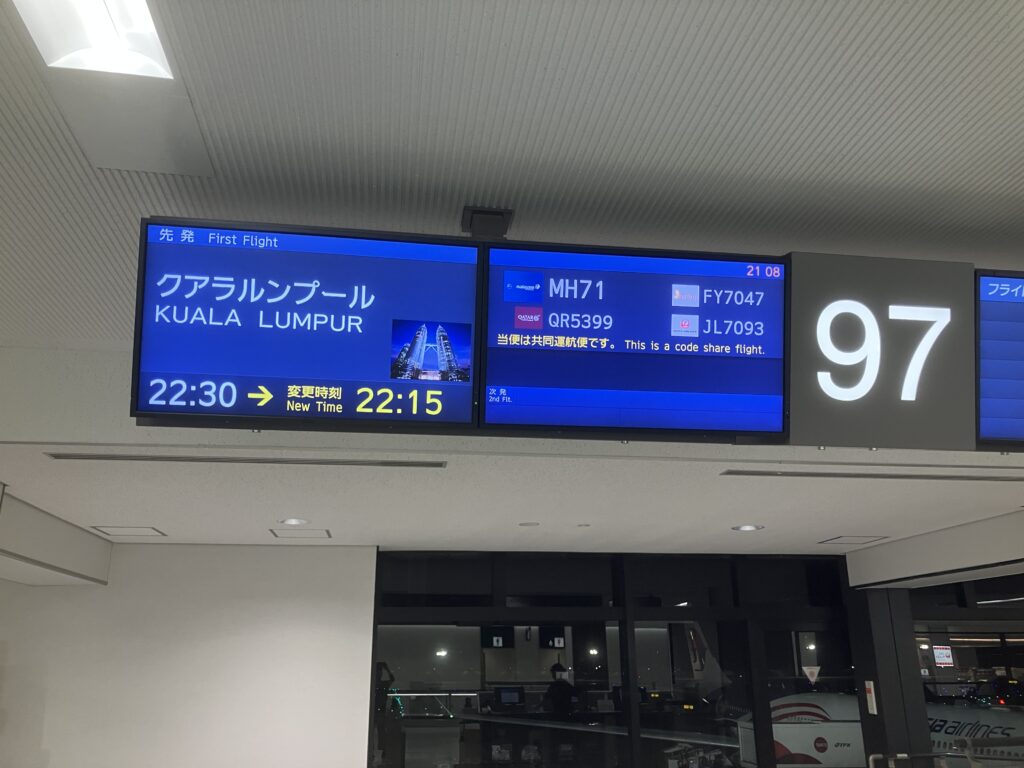 先発 First Flight
クアラルンプール
KUALA LUMPUR
22:30 → 変更時刻 New Time 22:15
21 08
MH71
FY7047
QR5399
JL7093
当便は共同運航便です。 This is a code share flight.
次発
2nd Flt.
97
フライ
airlines